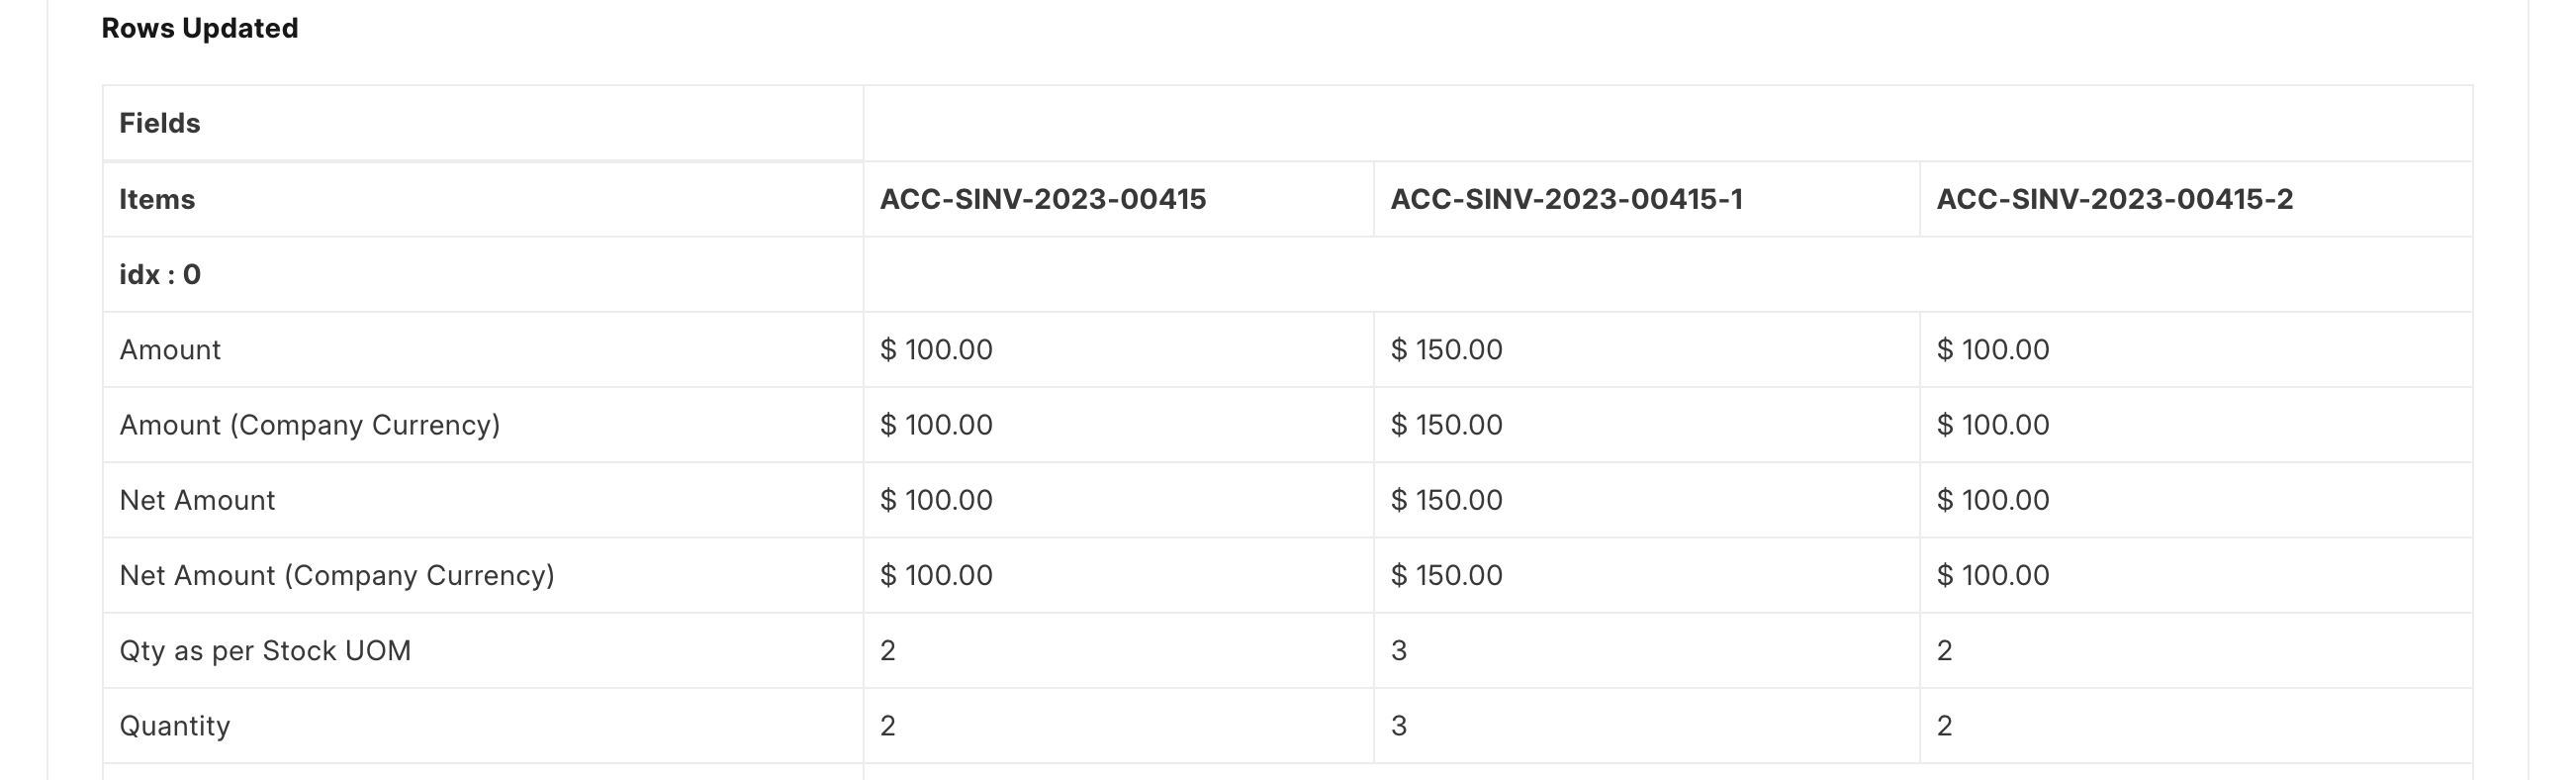 Rows Updated
Fields
Items ACC-SINV-2023-00415 ACC-SINV-2023-00415-1 ACC-SINV-2023-00415-2
idx : 0
Amount $ 100.00 $ 150.00 $ 100.00
Amount (Company Currency) $ 100.00 $ 150.00 $ 100.00
Net Amount $ 100.00 $ 150.00 $ 100.00
Net Amount (Company Currency) $ 100.00 $ 150.00 $ 100.00
Qty as per Stock UOM 2 3 2
Quantity 2 3 2